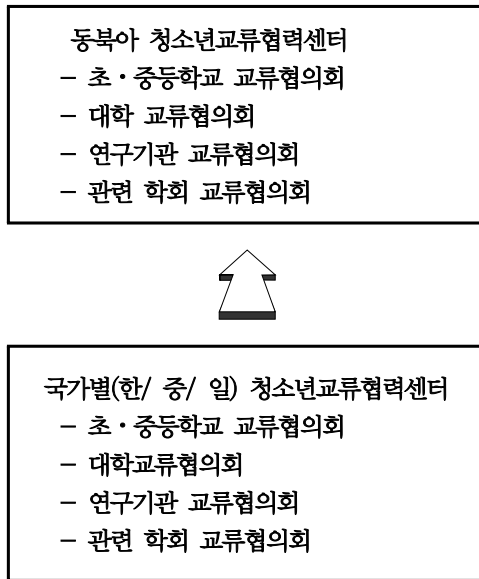 동북아 청소년교류협력센터
– 초・중등학교 교류협의회
– 대학 교류협의회
– 연구기관 교류협의회
– 관련 학회 교류협의회
국가별(한/ 중/ 일) 청소년교류협력센터
– 초・중등학교 교류협의회
– 대학교류협의회
– 연구기관 교류협의회
– 관련 학회 교류협의회